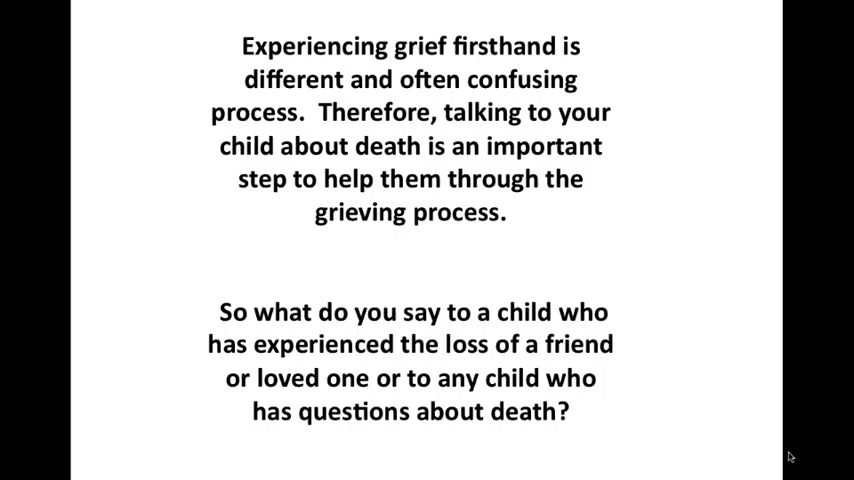 Experiencing grief firsthand is
different and often confusing
process.  Therefore, talking to your
child about death is an important
step to help them through the
grieving process.
So what do you say to a child who
has experienced the loss of a friend
or loved one or to any child who
has questions about death?